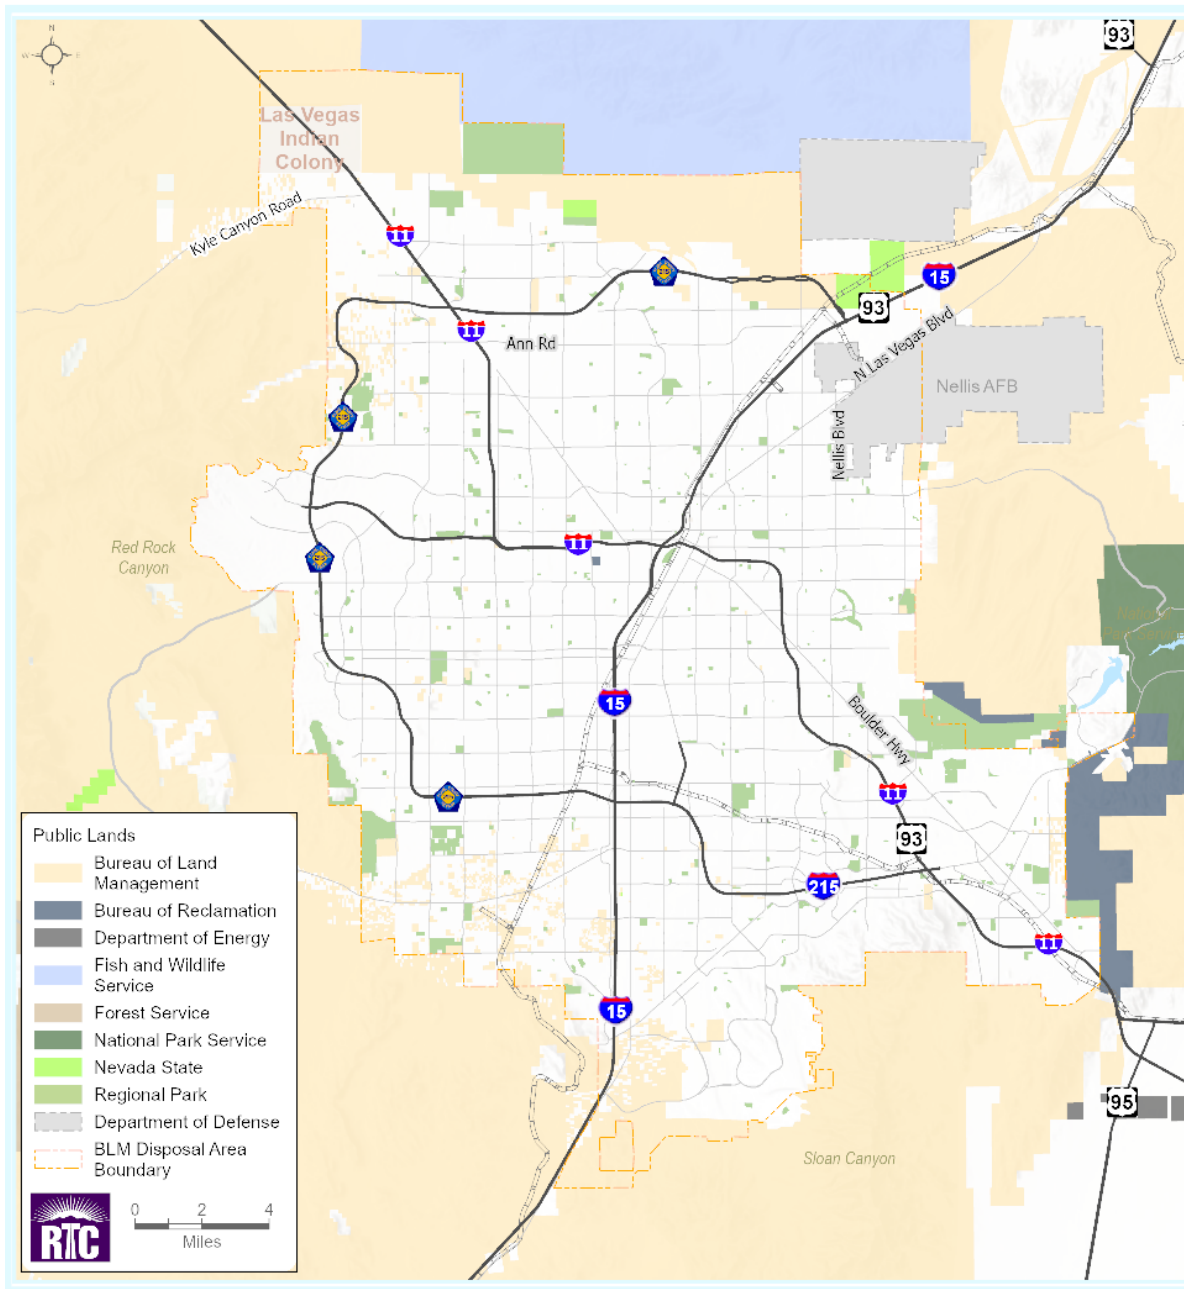 N
W
E
S
93
Las Vegas
Indian
Colony
Kyle Canyon Road
11
15
93
11
Ann Rd
N Las Vegas Blvd
Nellis AFB
Nellis Blvd
11
Red Rock
Canyon
National
Park Service
15
Boulder Hwy
11
93
215
11
15
95
Sloan Canyon
Public Lands
Bureau of Land
Management
Bureau of Reclamation
Department of Energy
Fish and Wildlife
Service
Forest Service
National Park Service
Nevada State
Regional Park
Department of Defense
BLM Disposal Area
Boundary
RTC
0 2 4
Miles